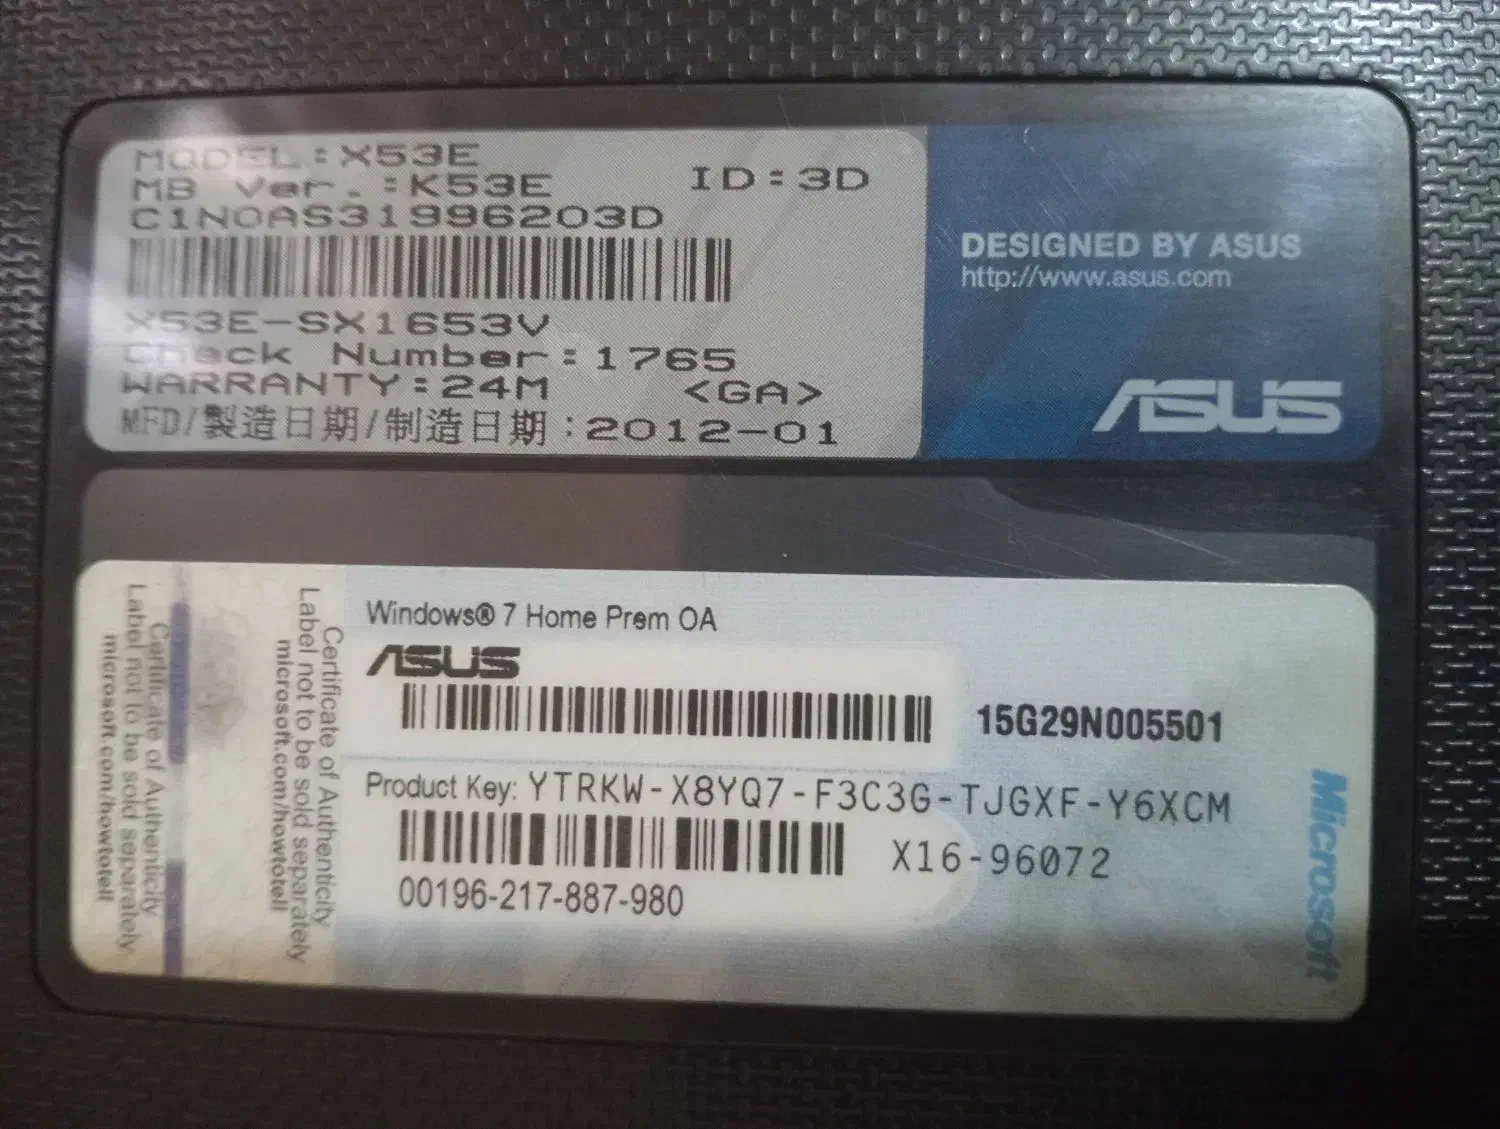 MODEL:X53E
MB Ver.:K53E
ID:3D
C1N0AS31996203D
X53E-SX1653V
Check Number:1765
WARRANTY:24M <GA>
MFD/製造日期/制造日期:2012-01
DESIGNED BY ASUS
http://www.asus.com
ASUS
Certificate of Authenticity
Label not to be sold separately
microsoft.com/howtotell
Certificate of Authenticity
Label not to be sold separately
microsoft.com/howtotell
Windows® 7 Home Prem OA
ASUS
15G29N005501
Product Key: YTRKW-X8YQ7-F3C3G-TJGXF-Y6XCM
X16-96072
00196-217-887-980
Microsoft